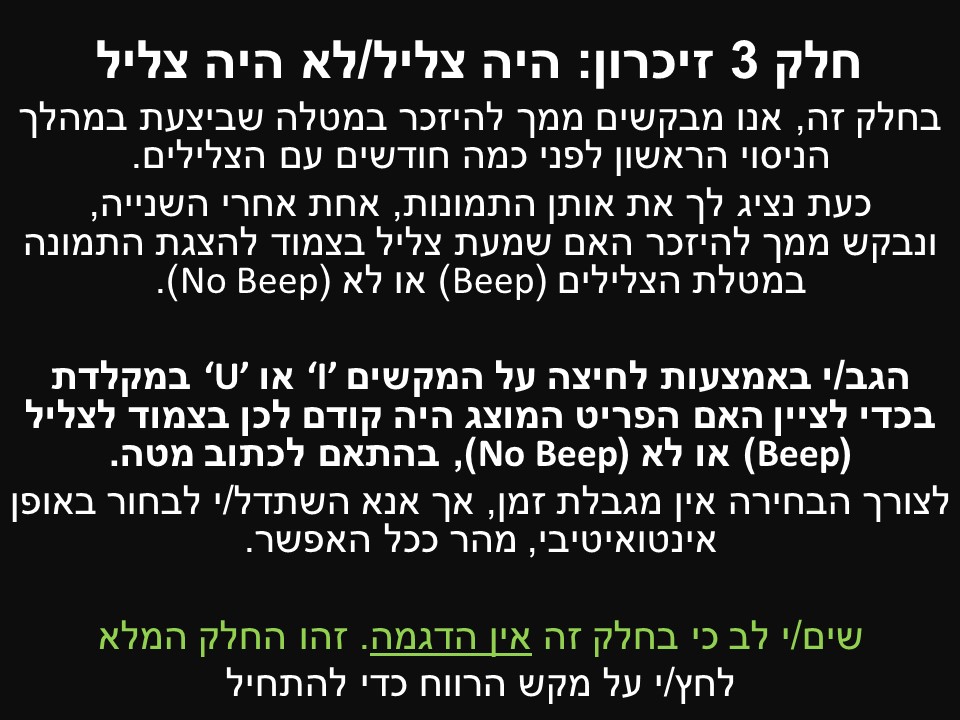 חלק 3 זיכרון: היה צליל/לא היה צליל
בחלק זה, אנו מבקשים ממך להיזכר במטלה שביצעת במהלך
הניסוי הראשון לפני כמה חודשים עם הצלילים.
כעת נציג לך את אותן התמונות, אחת אחרי השנייה,
ונבקש ממך להיזכר האם שמעת צליל בצמוד להצגת התמונה
במטלת הצלילים (Beep) או לא (No Beep).
הגב/י באמצעות לחיצה על המקשים ’I‘ או ’U‘ במקלדת
בכדי לציין האם הפריט המוצג היה קודם לכן בצמוד לצליל
(Beep) או לא (No Beep), בהתאם לכתוב מטה.
לצורך הבחירה אין מגבלת זמן, אך אנא השתדל/י לבחור באופן
אינטואיטיבי, מהר ככל האפשר.
שים/י לב כי בחלק זה אין הדגמה. זהו החלק המלא
לחץ/י על מקש הרווח כדי להתחיל